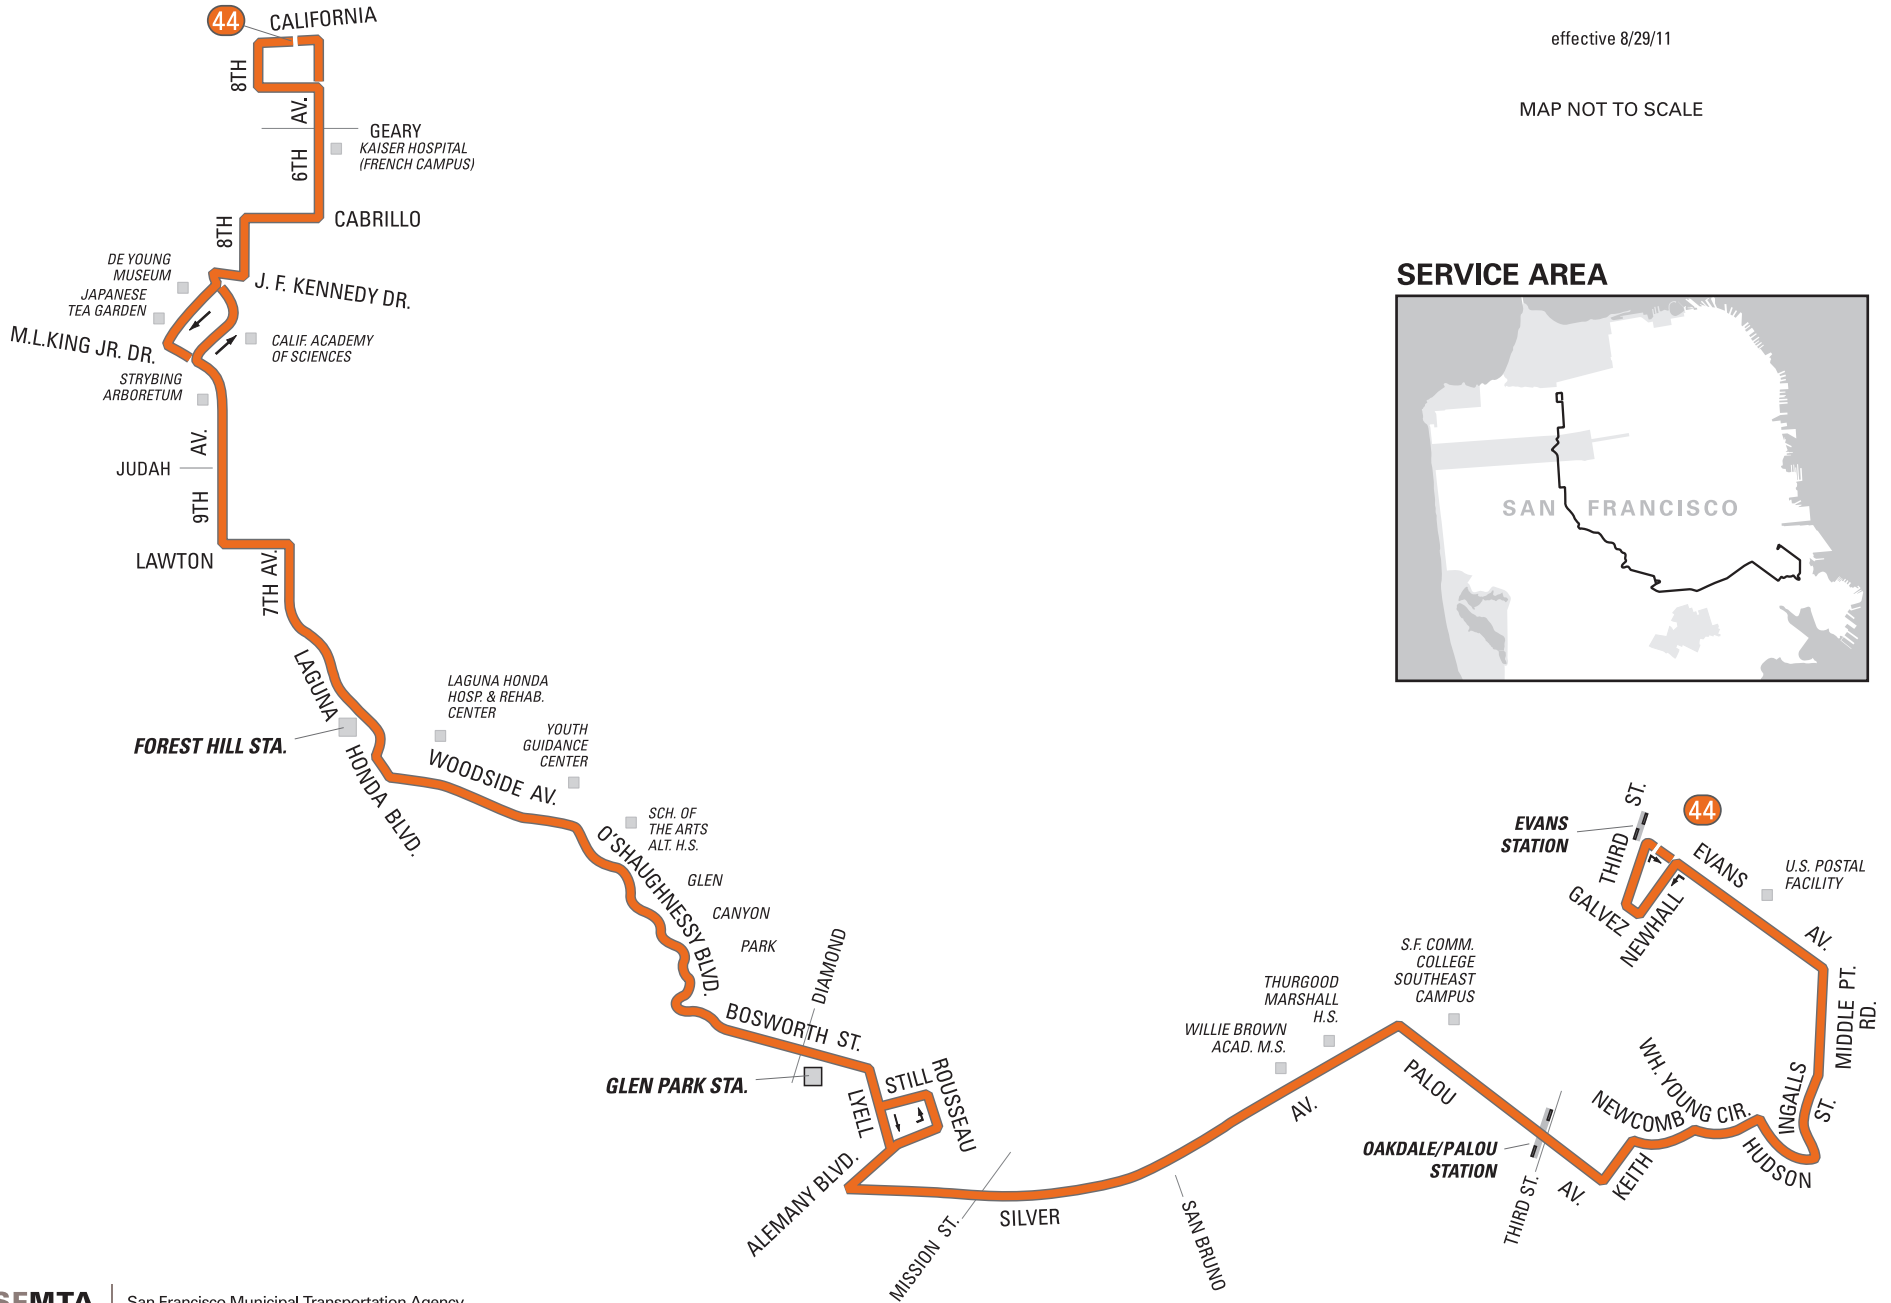 44
CALIFORNIA
8TH
AV.
6TH
GEARY
KAISER HOSPITAL
(FRENCH CAMPUS)
8TH
CABRILLO
DE YOUNG
MUSEUM
JAPANESE
TEA GARDEN
J. F. KENNEDY DR.
M.L.KING JR. DR.
CALIF. ACADEMY
OF SCIENCES
STRYBING
ARBORETUM
AV.
9TH
JUDAH
LAWTON
7TH AV.
LAGUNA
HONDA BLVD.
FOREST HILL STA.
LAGUNA HONDA
HOSP. & REHAB.
CENTER
WOODSIDE AV.
YOUTH
GUIDANCE
CENTER
SCH. OF
THE ARTS
ALT. H.S.
O'SHAUGHNESSY BLVD.
GLEN
CANYON
PARK
DIAMOND
BOSWORTH ST.
GLEN PARK STA.
LYELL
STILL
ROUSSEAU
ALEMANY BLVD.
MISSION ST.
SILVER
AV.
SAN BRUNO
WILLIE BROWN
ACAD. M.S.
THURGOOD
MARSHALL
H.S.
S.F. COMM.
COLLEGE
SOUTHEAST
CAMPUS
PALOU
AV.
OAKDALE/PALOU
STATION
THIRD ST.
KEITH
NEWCOMB
WH. YOUNG CIR.
HUDSON
INGALLS
ST.
MIDDLE PT.
RD.
EVANS
AV.
U.S. POSTAL
FACILITY
44
EVANS
STATION
THIRD
ST.
GALVEZ
NEWHALL
effective 8/29/11
MAP NOT TO SCALE
SERVICE AREA
SAN FRANCISCO
SFMTA
San Francisco Municipal Transportation Agency